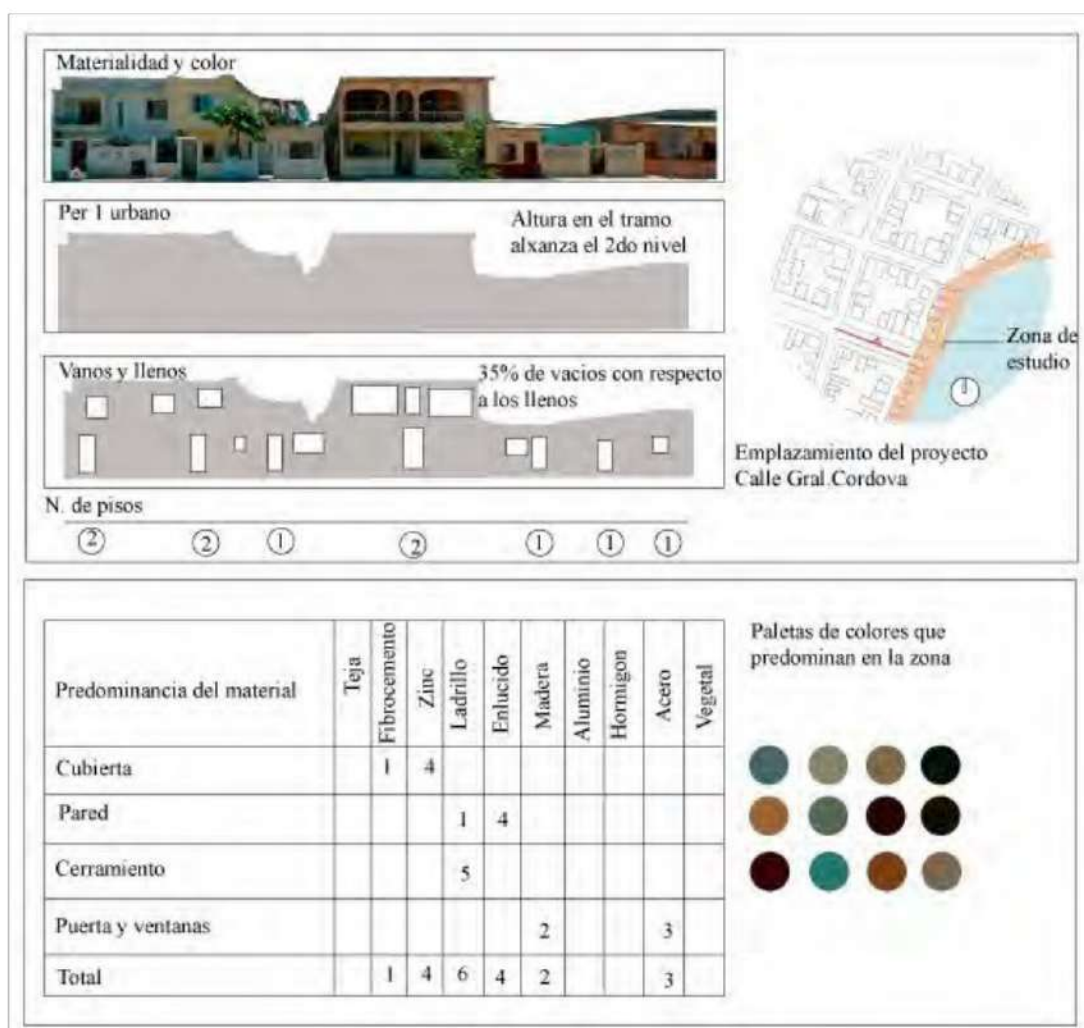 Materialidad y color
Per 1 urbano
Altura en el tramo
alxanza el 2do nivel
Vanos y llenos
35% de vacios con respecto
a los llenos
N. de pisos
2 2 1 2 1 1 1
Zona de
estudio
Emplazamiento del proyecto
Calle Gral.Cordova
Predominancia del material Teja Fibrocemento Zinc Ladrillo Enlucido Madera Aluminio Hormigon Acero Vegetal
Cubierta 1 4
Pared 1 4
Cerramiento 5
Puerta y ventanas 2 3
Total 1 4 6 4 2 3
Paletas de colores que
predominan en la zona